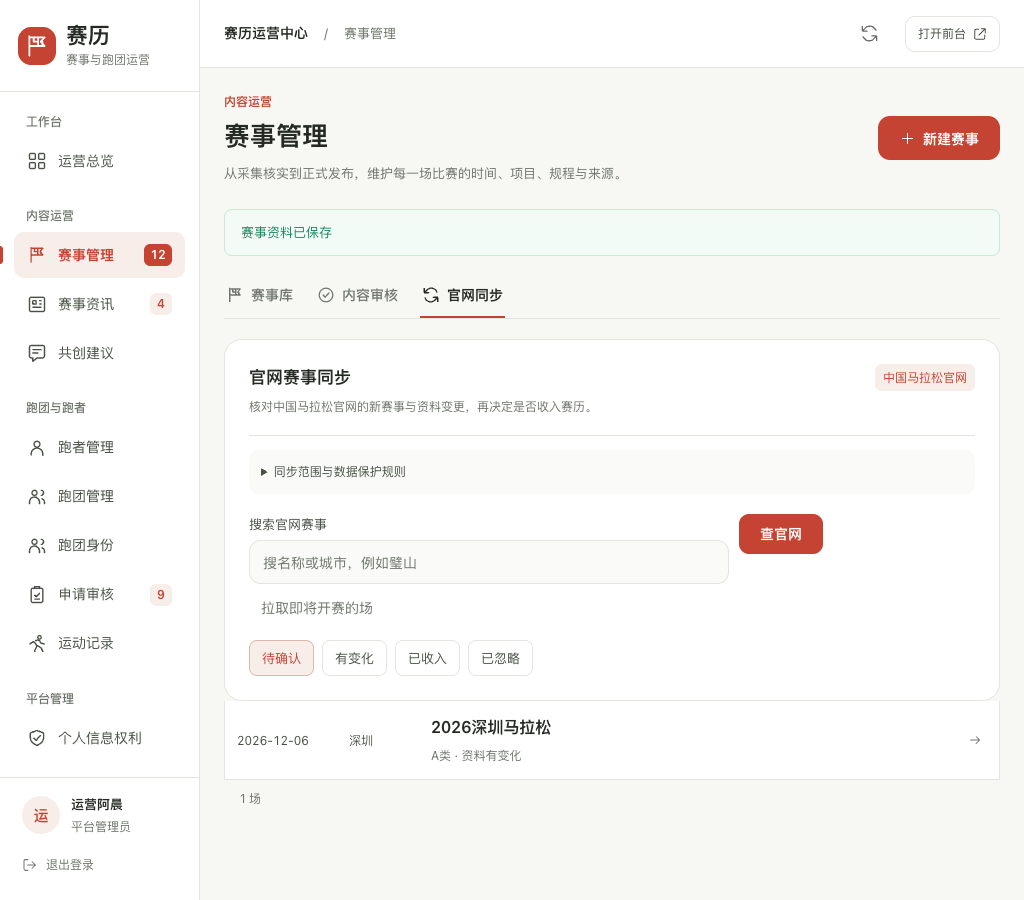 赛历
赛事与跑团运营
工作台
运营总览
内容运营
赛事管理 12
赛事资讯 4
共创建议
跑团与跑者
跑者管理
跑团管理
跑团身份
申请审核 9
运动记录
平台管理
个人信息权利
运
运营阿晨
平台管理员
退出登录
赛历运营中心 / 赛事管理
打开前台
内容运营
赛事管理
从采集核实到正式发布，维护每一场比赛的时间、项目、规程与来源。
新建赛事
赛事资料已保存
赛事库 内容审核 官网同步
官网赛事同步
中国马拉松官网
核对中国马拉松官网的新赛事与资料变更，再决定是否收入赛历。
同步范围与数据保护规则
搜索官网赛事
搜名称或城市，例如璧山
查官网
拉取即将开赛的场
待确认 有变化 已收入 已忽略
2026-12-06 深圳 2026深圳马拉松
A类 · 资料有变化
1 场